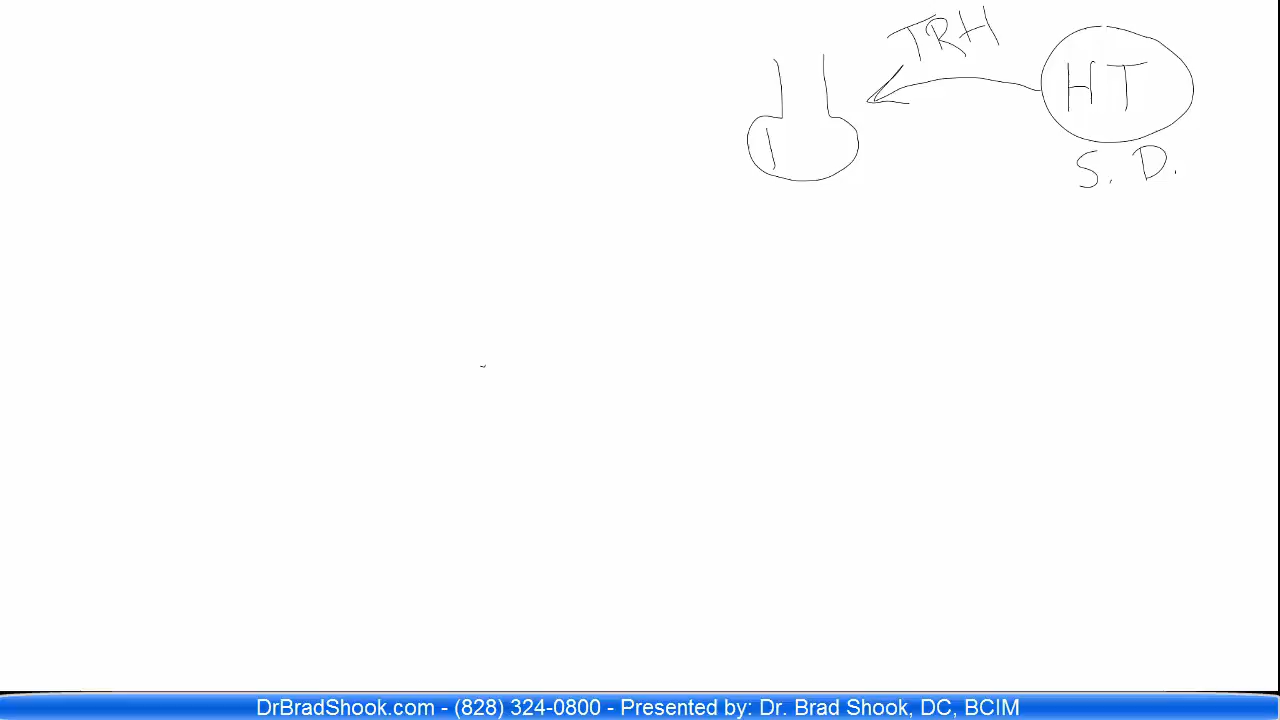 TRH
HT
S. D.
DrBradShook.com - (828) 324-0800 - Presented by: Dr. Brad Shook, DC, BCIM